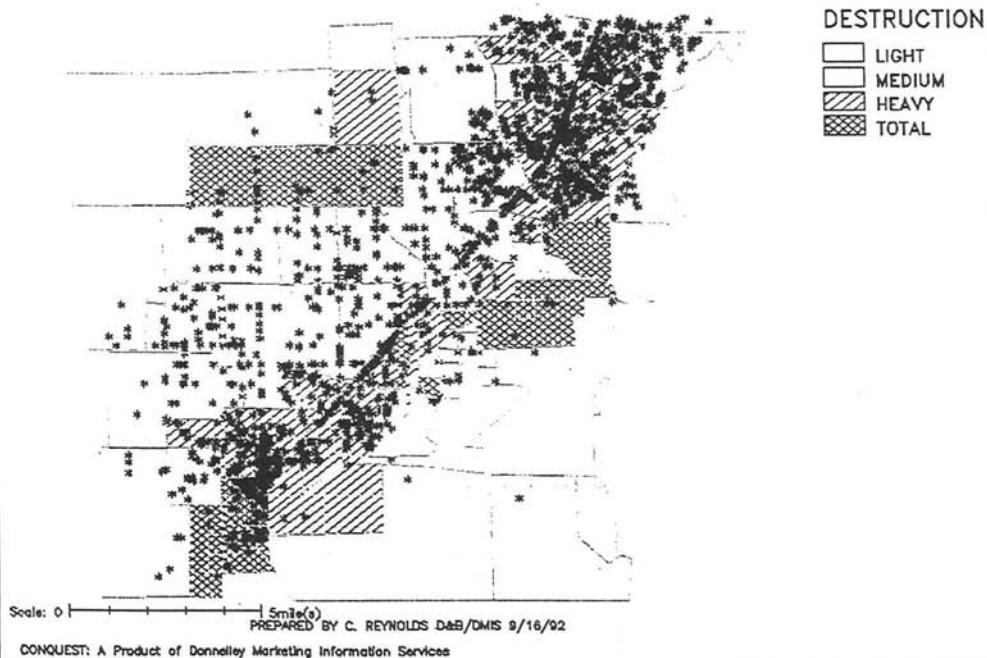 DESTRUCTION
LIGHT
MEDIUM
HEAVY
TOTAL
Scale: 0 5mile(s)
PREPARED BY C. REYNOLDS D&B/DMIS 9/16/92
CONQUEST: A Product of Donnelley Marketing Information Services